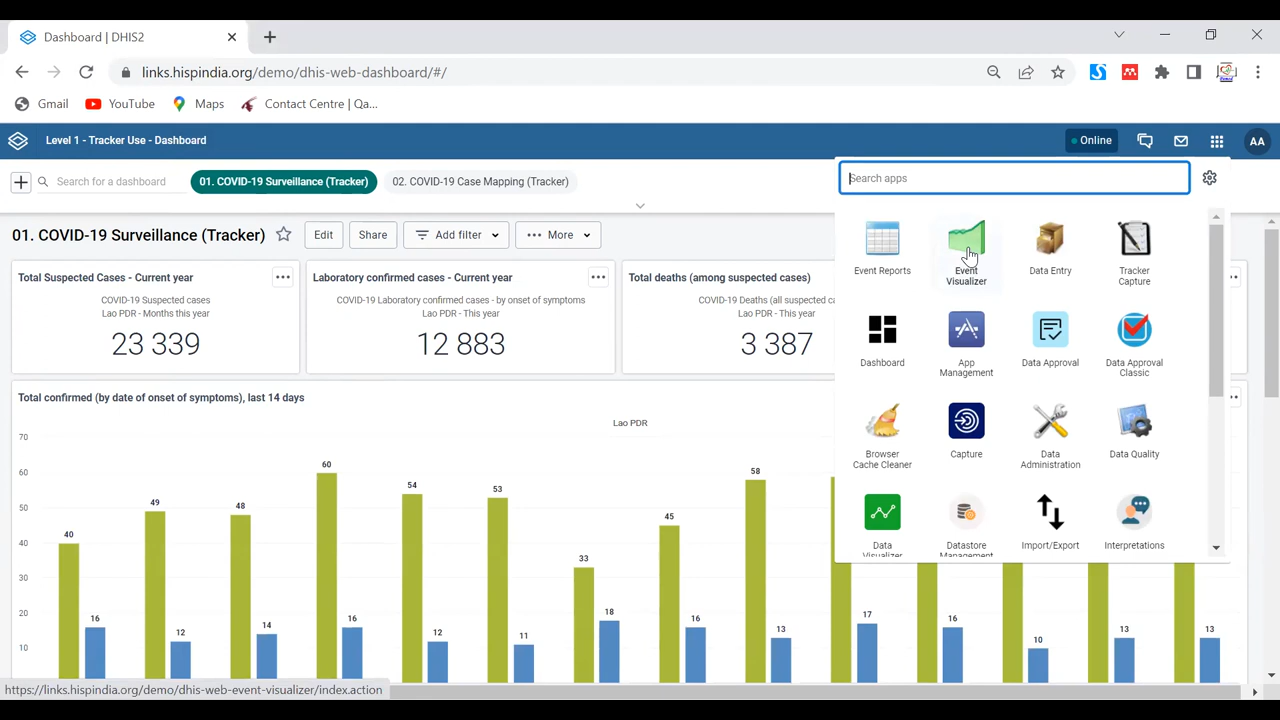 Dashboard | DHIS2
links.hispindia.org/demo/dhis-web-dashboard/#/
Gmail YouTube Maps Contact Centre | Qa...
Level 1 - Tracker Use - Dashboard
Online
AA
Search for a dashboard
01. COVID-19 Surveillance (Tracker)
02. COVID-19 Case Mapping (Tracker)
Search apps
01. COVID-19 Surveillance (Tracker)
Edit
Share
Add filter
More
Event Reports
Event
Visualizer
Data Entry
Tracker
Capture
Dashboard
App
Management
Data Approval
Data Approval
Classic
Browser
Cache Cleaner
Capture
Data
Administration
Data Quality
Data
Visualizer
Datastore
Management
Import/Export
Interpretations
Total Suspected Cases - Current year
COVID-19 Suspected cases
Lao PDR - Months this year
23 339
Laboratory confirmed cases - Current year
COVID-19 Laboratory confirmed cases - by onset of symptoms
Lao PDR - This year
12 883
Total deaths (among suspected cases)
COVID-19 Deaths (all suspected ca
Lao PDR - This year
3 387
Total confirmed (by date of onset of symptoms), last 14 days
Lao PDR
70
60
50
40
30
20
10
40 16
49 12
48 14
60 16
54 12
53 11
33 18
45 16
58 13
17
16
10
13
13
https://links.hispindia.org/demo/dhis-web-event-visualizer/index.action